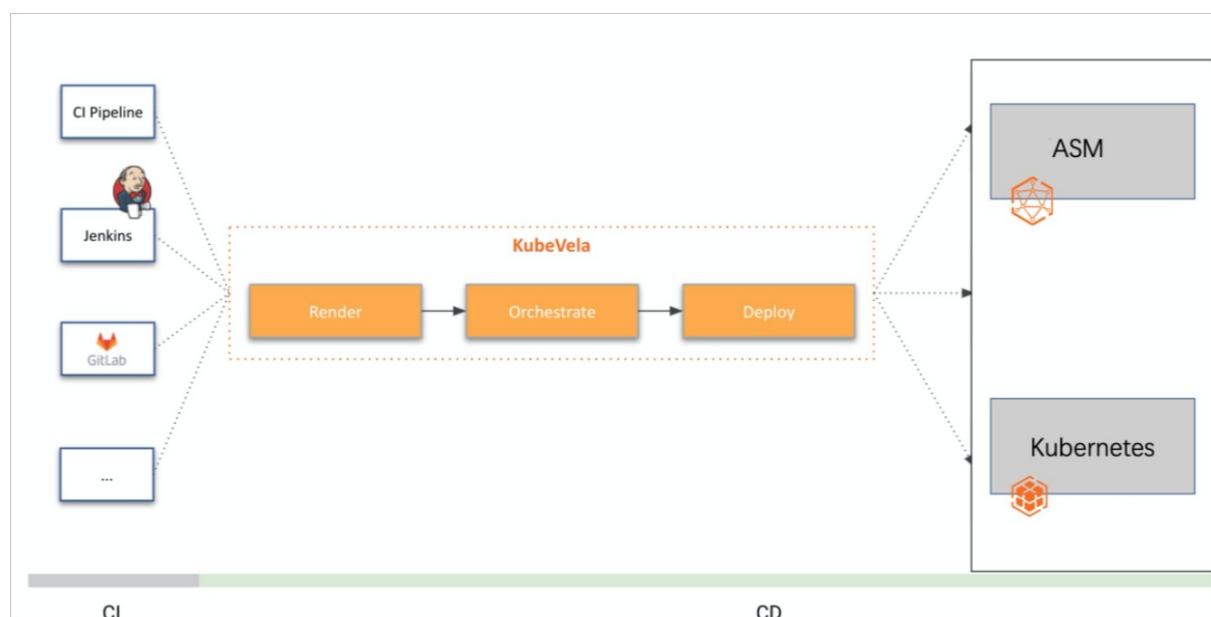 CI Pipeline
Jenkins
GitLab
...
KubeVela
Render
Orchestrate
Deploy
ASM
Kubernetes
CI
CD